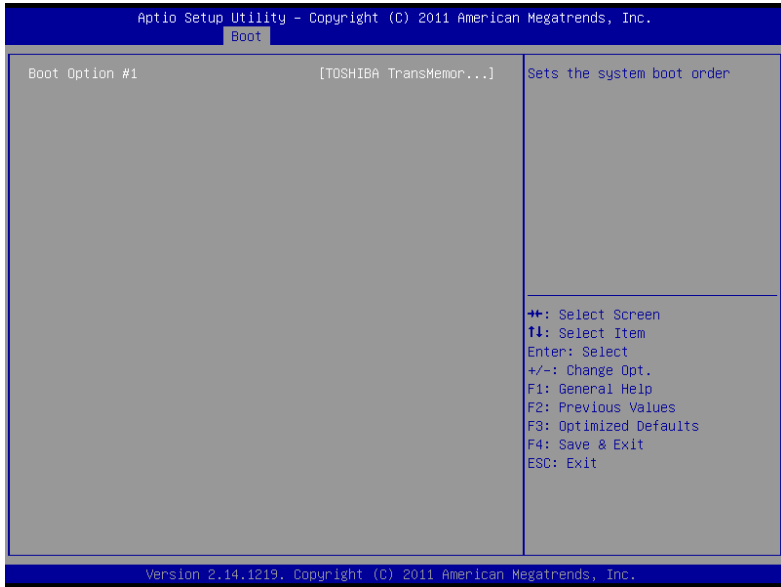 Aptio Setup Utility – Copyright (C) 2011 American Megatrends, Inc.
Boot
Boot Option #1 [TOSHIBA TransMemor...]
Sets the system boot order
→←: Select Screen
↑↓: Select Item
Enter: Select
+/-: Change Opt.
F1: General Help
F2: Previous Values
F3: Optimized Defaults
F4: Save & Exit
ESC: Exit
Version 2.14.1219. Copyright (C) 2011 American Megatrends, Inc.